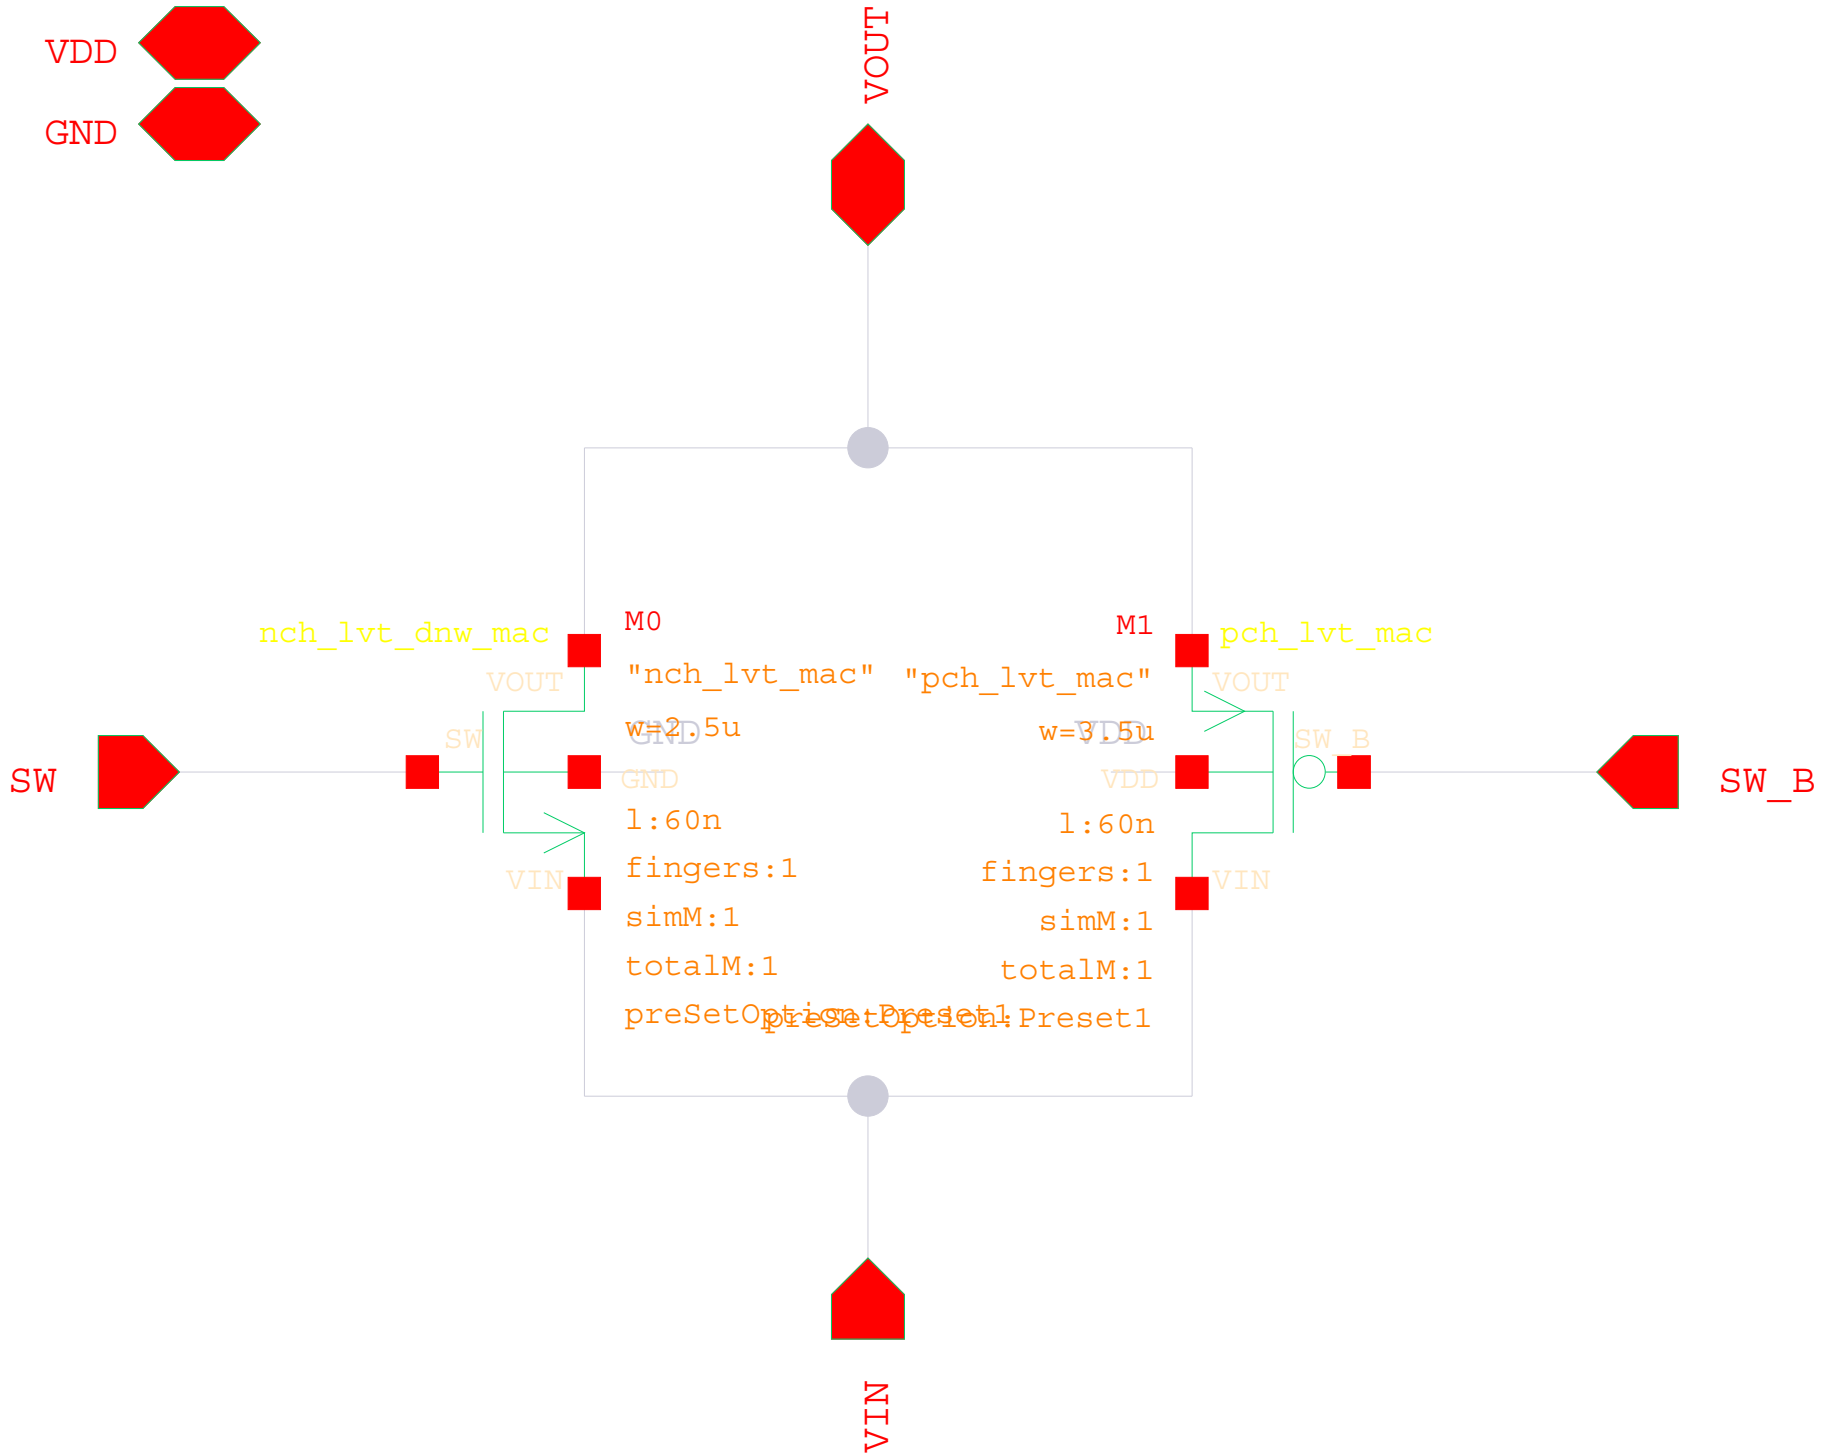 VDD
GND
VOUT
nch_lvt_dnw_mac
M0
"nch_lvt_mac"
w=2.5u
GND
l:60n
fingers:1
simM:1
totalM:1
preSetOption:Preset1
VOUT
SW
GND
VIN
M1
pch_lvt_mac
"pch_lvt_mac"
w=3.5u
VDD
l:60n
fingers:1
simM:1
totalM:1
preSetOption:Preset1
VOUT
SW_B
VDD
VIN
SW
SW_B
VIN